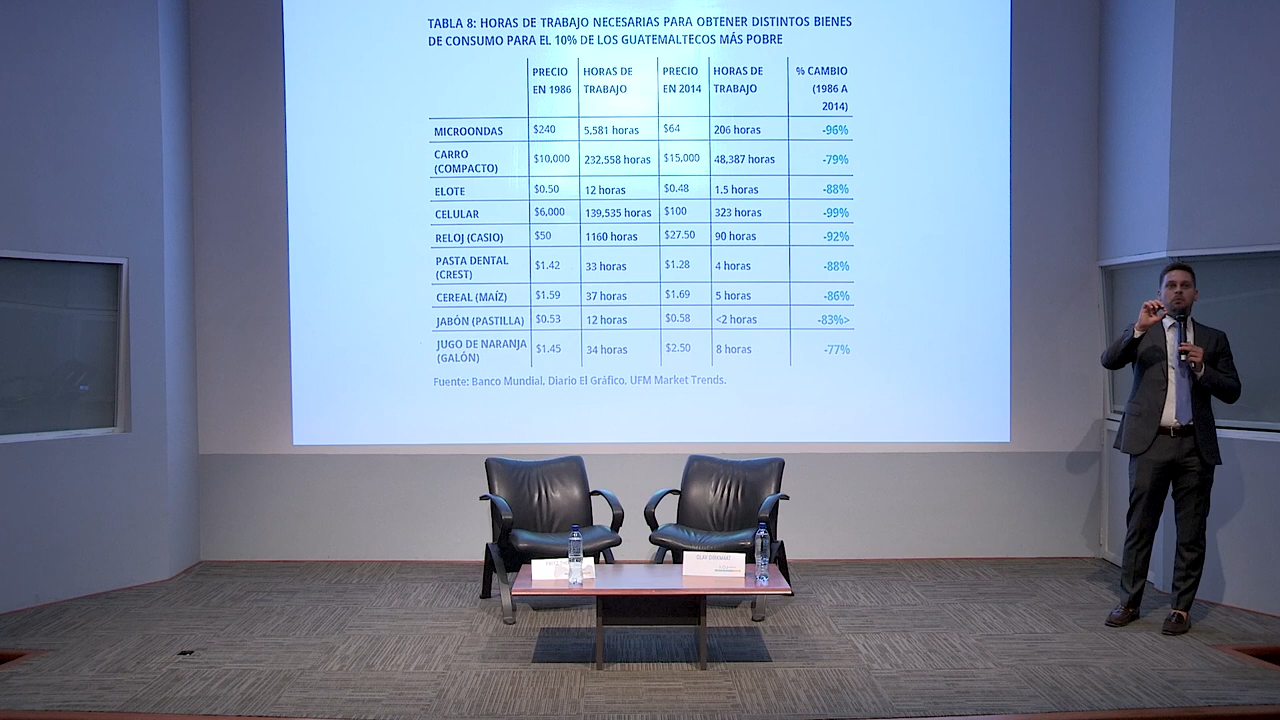 TABLA 8: HORAS DE TRABAJO NECESARIAS PARA OBTENER DISTINTOS BIENES
DE CONSUMO PARA EL 10% DE LOS GUATEMALTECOS MÁS POBRE
PRECIO EN 1986 HORAS DE TRABAJO PRECIO EN 2014 HORAS DE TRABAJO % CAMBIO (1986 A 2014)
MICROONDAS $240 5,581 horas $64 206 horas -96%
CARRO (COMPACTO) $10,000 232,558 horas $15,000 48,387 horas -79%
ELOTE $0.50 12 horas $0.48 1.5 horas -88%
CELULAR $6,000 139,535 horas $100 323 horas -99%
RELOJ (CASIO) $50 1160 horas $27.50 90 horas -92%
PASTA DENTAL (CREST) $1.42 33 horas $1.28 4 horas -88%
CEREAL (MAÍZ) $1.59 37 horas $1.69 5 horas -86%
JABÓN (PASTILLA) $0.53 12 horas $0.58 <2 horas -83%>
JUGO DE NARANJA (GALÓN) $1.45 34 horas $2.50 8 horas -77%
Fuente: Banco Mundial, Diario El Gráfico, UFM Market Trends.